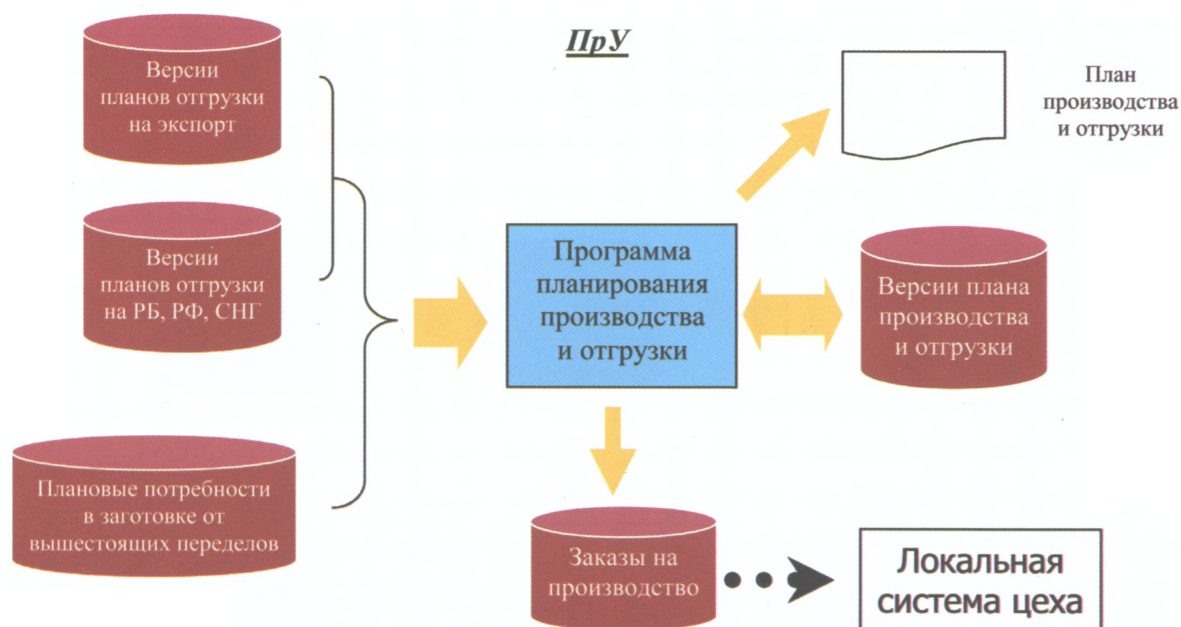 ПрУ
Версии
планов отгрузки
на экспорт
План
производства
и отгрузки
Версии
планов отгрузки
на РБ, РФ, СНГ
Программа
планирования
производства
и отгрузки
Версии плана
производства
и отгрузки
Плановые потребности
в заготовке от
вышестоящих переделов
Заказы на
производство
Локальная
система цеха